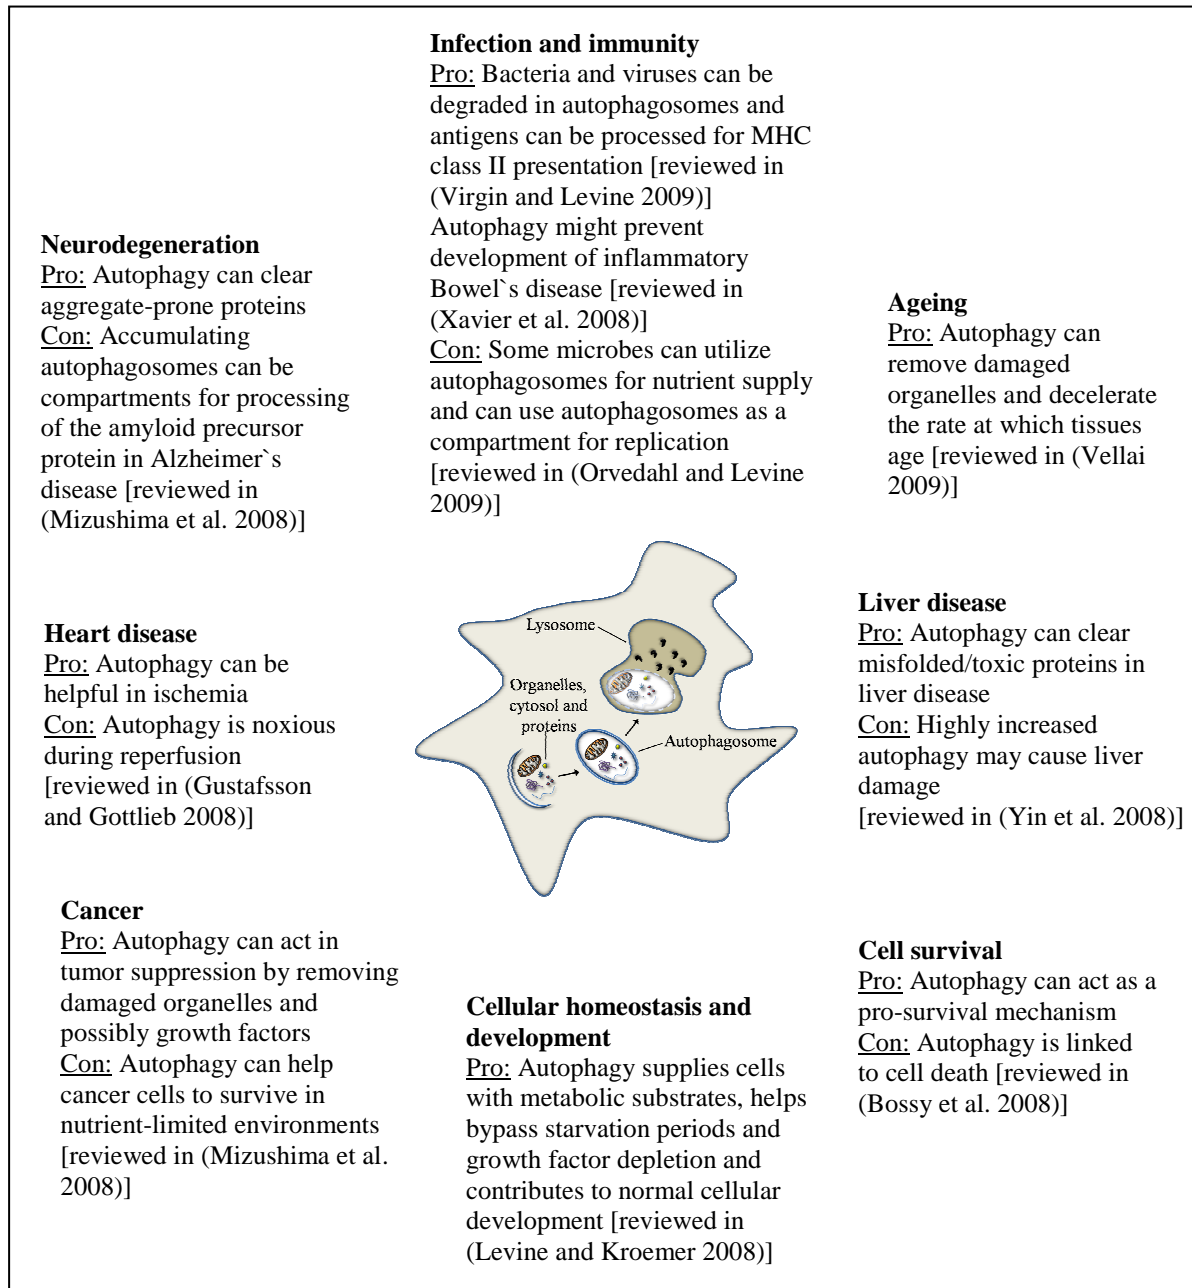 Infection and immunity
Pro: Bacteria and viruses can be
degraded in autophagosomes and
antigens can be processed for MHC
class II presentation [reviewed in
(Virgin and Levine 2009)]
Autophagy might prevent
development of inflammatory
Bowel`s disease [reviewed in
(Xavier et al. 2008)]
Con: Some microbes can utilize
autophagosomes for nutrient supply
and can use autophagosomes as a
compartment for replication
[reviewed in (Orvedahl and Levine
2009)]
Neurodegeneration
Pro: Autophagy can clear
aggregate-prone proteins
Con: Accumulating
autophagosomes can be
compartments for processing
of the amyloid precursor
protein in Alzheimer`s
disease [reviewed in
(Mizushima et al. 2008)]
Ageing
Pro: Autophagy can
remove damaged
organelles and decelerate
the rate at which tissues
age [reviewed in (Vellai
2009)]
Heart disease
Pro: Autophagy can be
helpful in ischemia
Con: Autophagy is noxious
during reperfusion
[reviewed in (Gustafsson
and Gottlieb 2008)]
Lysosome
Organelles,
cytosol and
proteins
Autophagosome
Liver disease
Pro: Autophagy can clear
misfolded/toxic proteins in
liver disease
Con: Highly increased
autophagy may cause liver
damage
[reviewed in (Yin et al. 2008)]
Cancer
Pro: Autophagy can act in
tumor suppression by removing
damaged organelles and
possibly growth factors
Con: Autophagy can help
cancer cells to survive in
nutrient-limited environments
[reviewed in (Mizushima et al.
2008)]
Cellular homeostasis and
development
Pro: Autophagy supplies cells
with metabolic substrates, helps
bypass starvation periods and
growth factor depletion and
contributes to normal cellular
development [reviewed in
(Levine and Kroemer 2008)]
Cell survival
Pro: Autophagy can act as a
pro-survival mechanism
Con: Autophagy is linked
to cell death [reviewed in
(Bossy et al. 2008)]